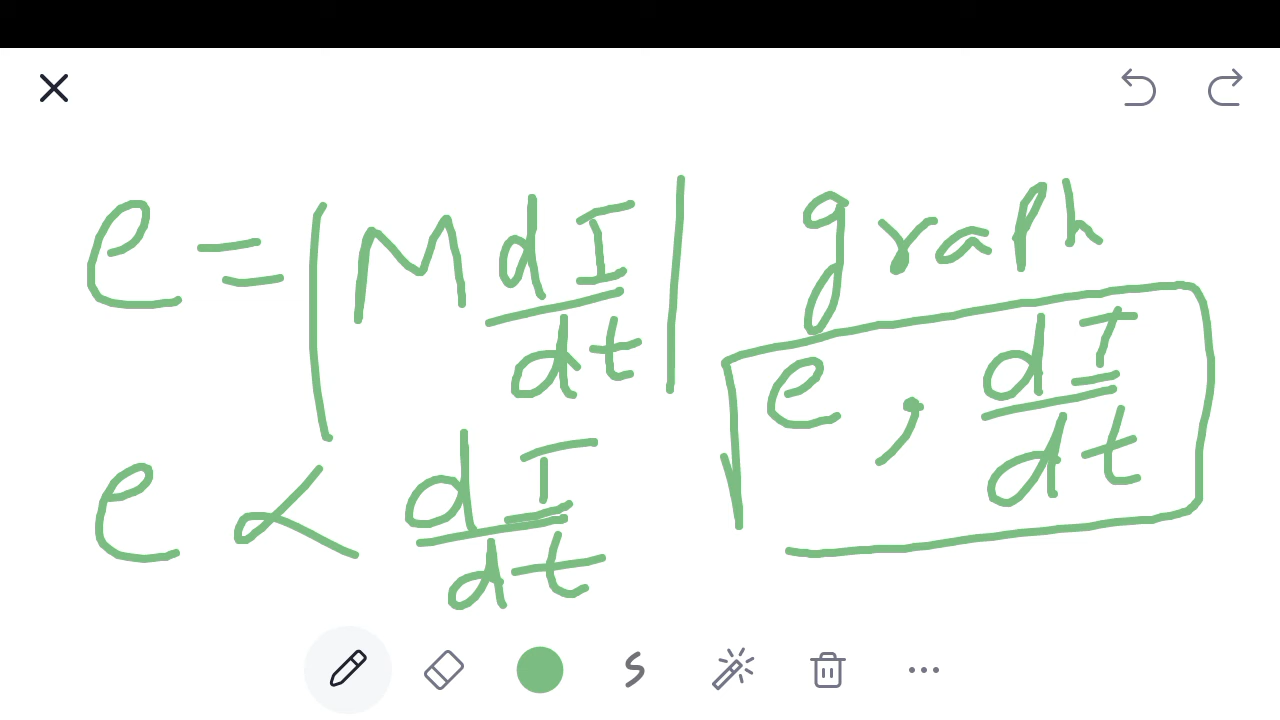 e = |M dI/dt|
e ∝ dI/dt
graph
e, dI/dt